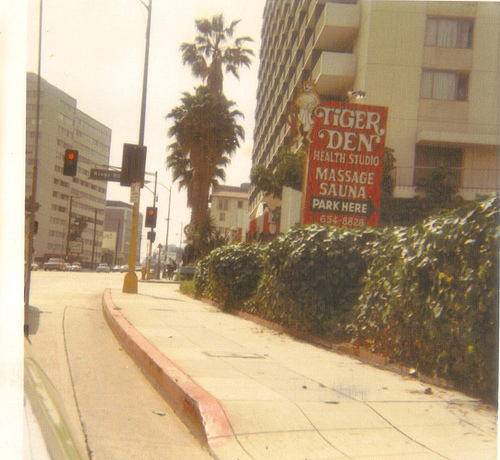 TIGER
DEN
HEALTH STUDIO
MASSAGE
SAUNA
PARK HERE
654-8828